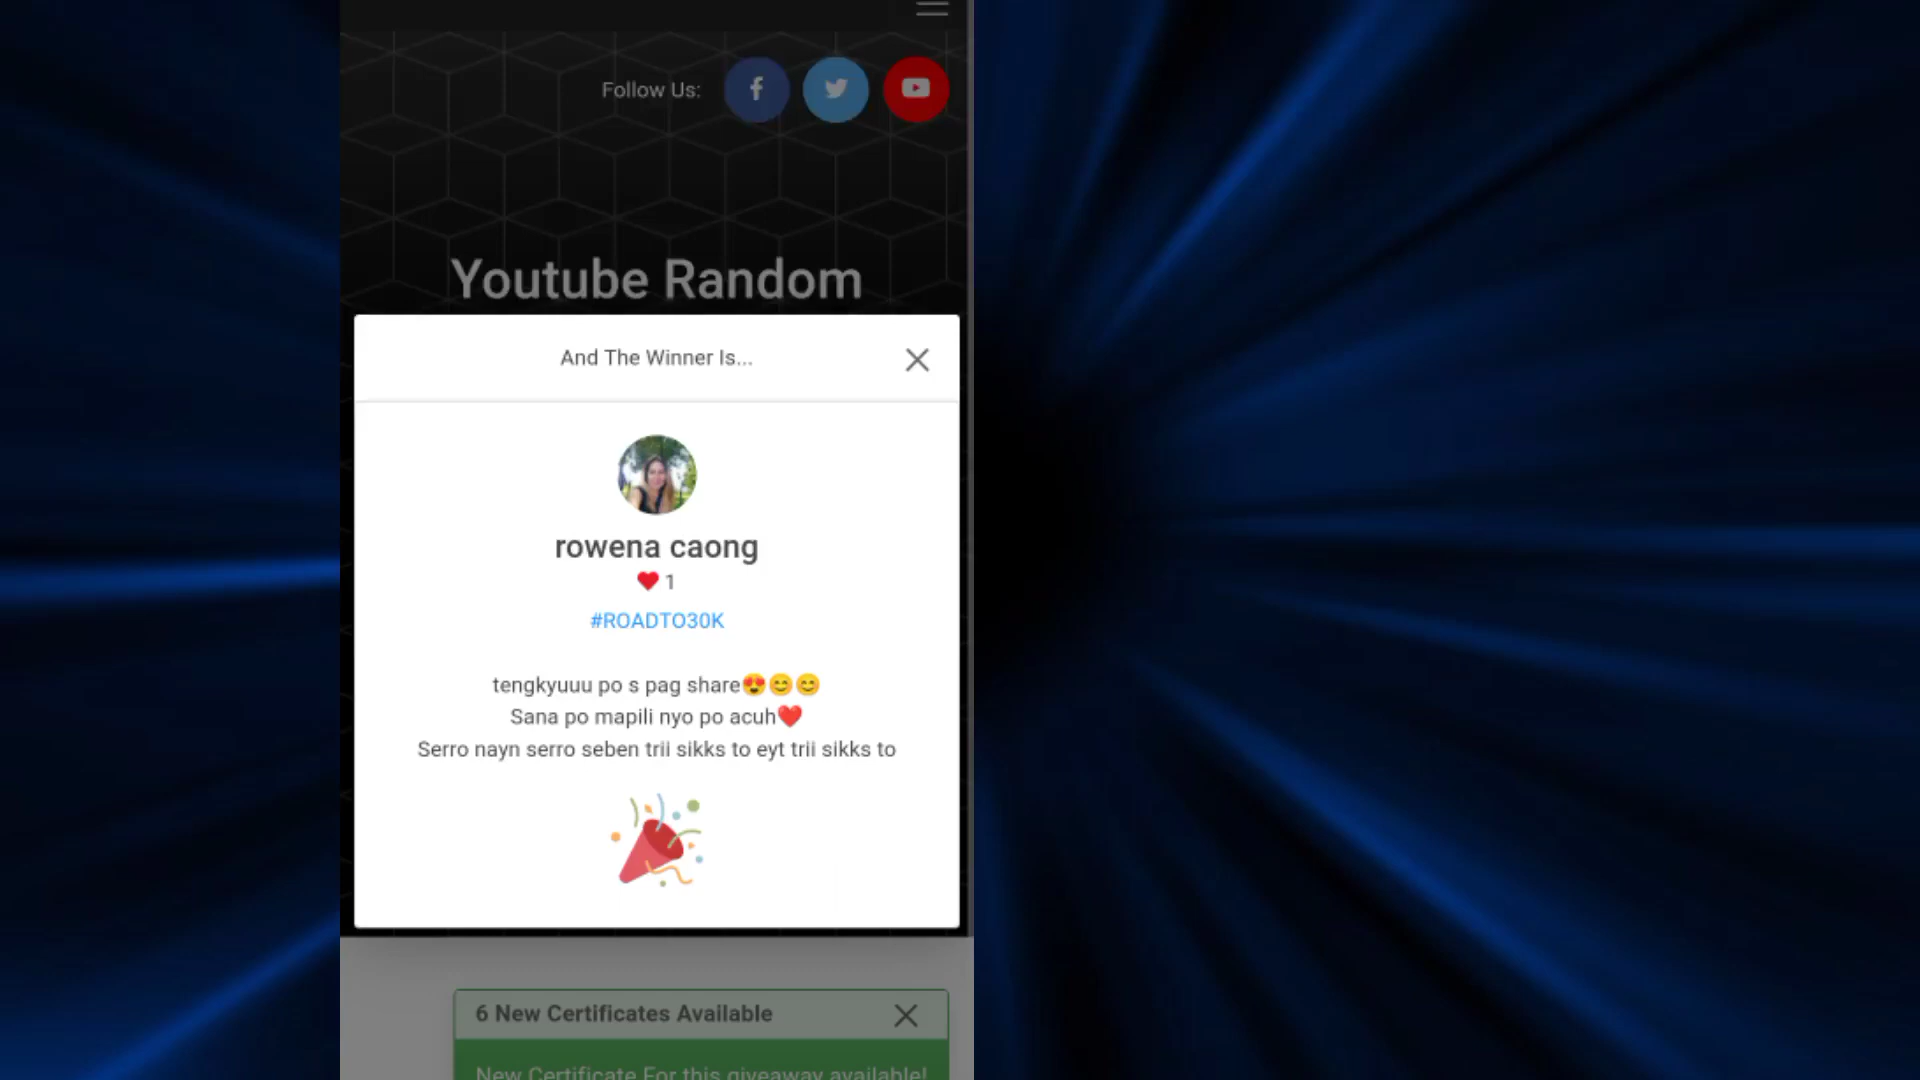 Follow Us:
Youtube Random
And The Winner Is...
rowena caong
❤️ 1
#ROADTO30K
tengkyuuu po s pag share😍😊😊
Sana po mapili nyo po acuh❤️
Serro nayn serro seben trii sikks to eyt trii sikks to
6 New Certificates Available
New Certificate For this giveaway available!